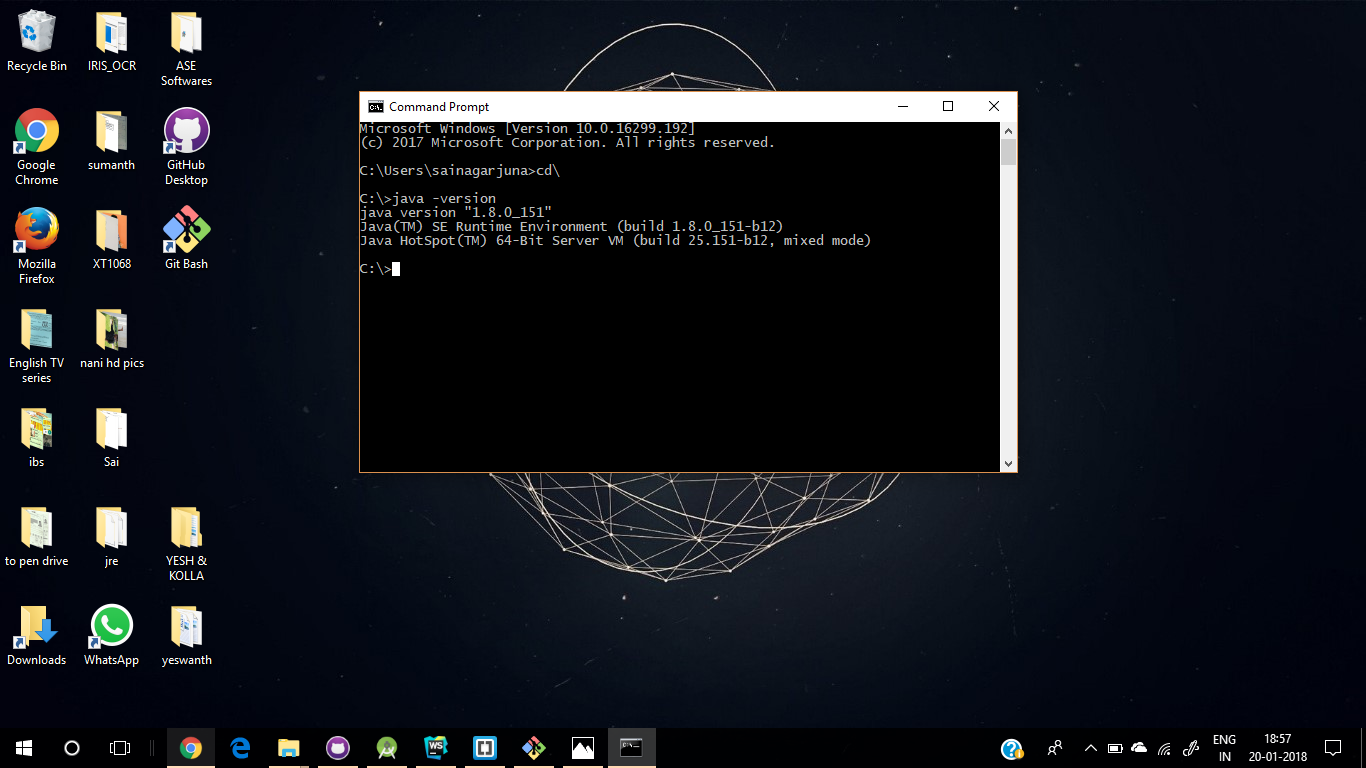 Recycle Bin
IRIS_OCR
ASE
Softwares
Google
Chrome
sumanth
GitHub
Desktop
Mozilla
Firefox
XT1068
Git Bash
English TV
series
nani hd pics
ibs
Sai
to pen drive
jre
YESH &
KOLLA
Downloads
WhatsApp
yeswanth
Command Prompt
Microsoft Windows [Version 10.0.16299.192]
(c) 2017 Microsoft Corporation. All rights reserved.
C:\Users\sainagarjuna>cd\
C:\>java -version
java version "1.8.0_151"
Java(TM) SE Runtime Environment (build 1.8.0_151-b12)
Java HotSpot(TM) 64-Bit Server VM (build 25.151-b12, mixed mode)
C:\>
WS
ENG
IN
18:57
20-01-2018